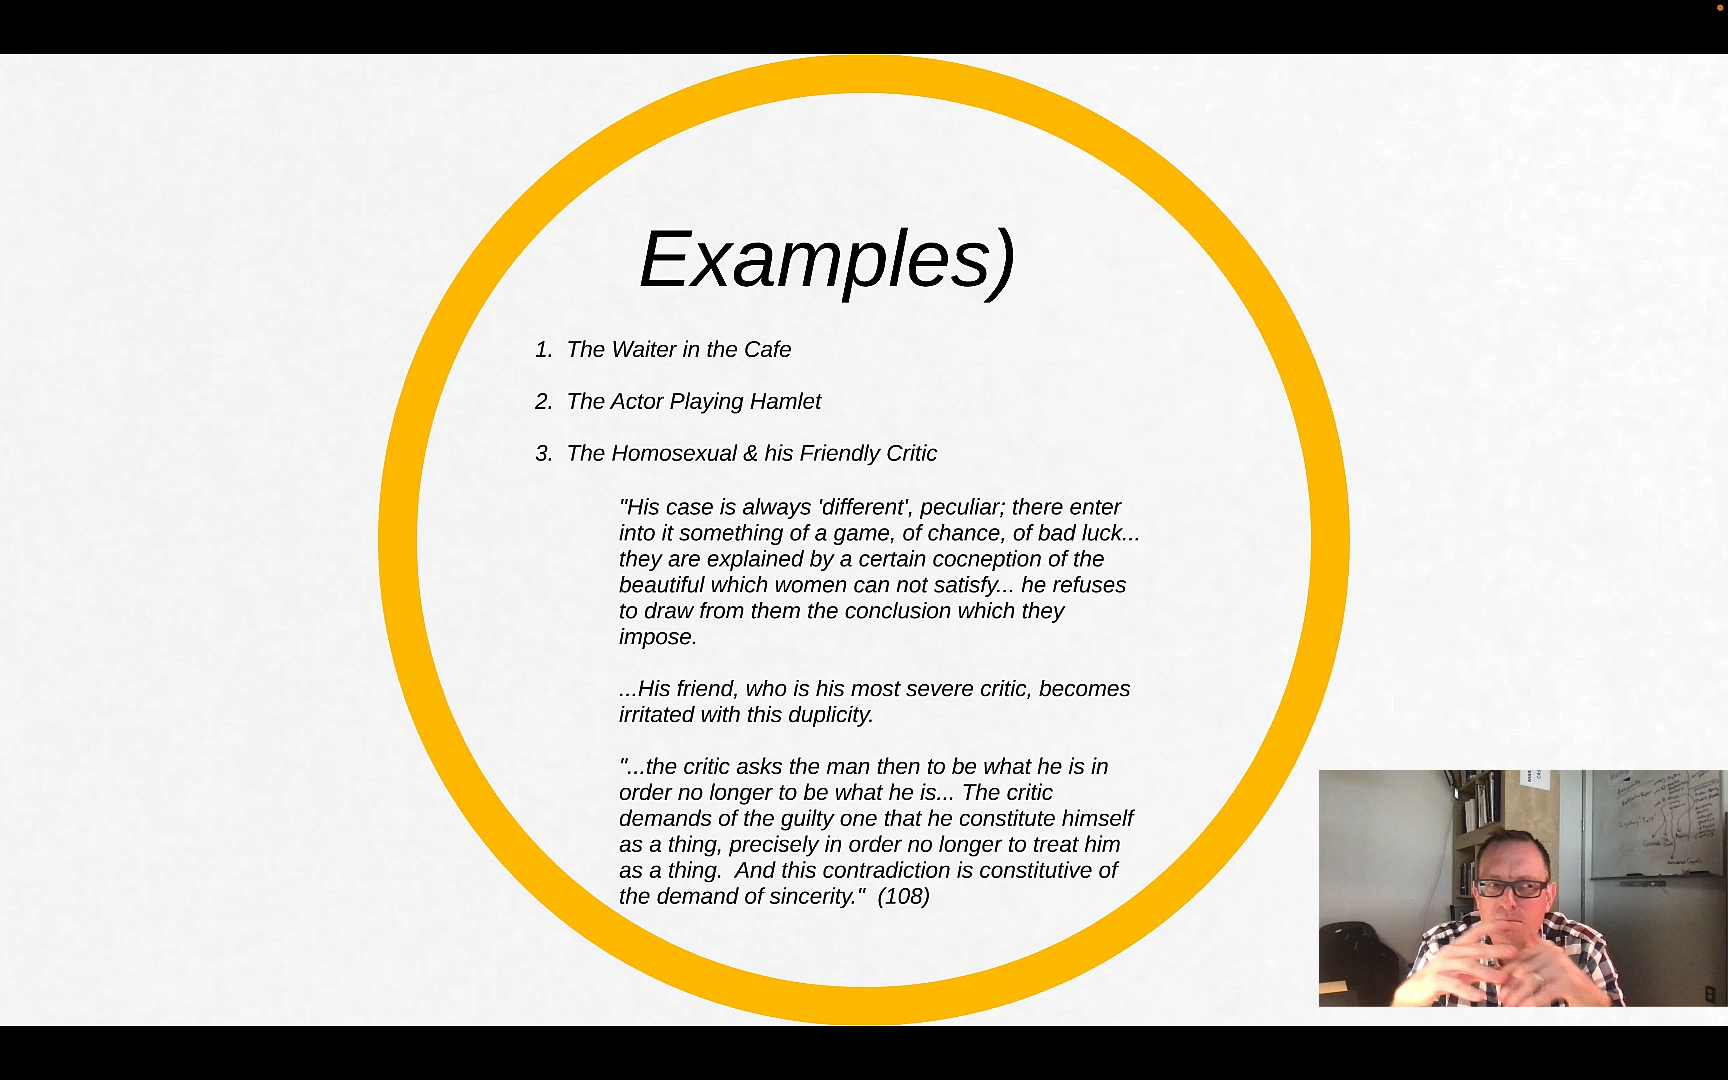 Examples)
1. The Waiter in the Cafe
2. The Actor Playing Hamlet
3. The Homosexual & his Friendly Critic
"His case is always 'different', peculiar; there enter
into it something of a game, of chance, of bad luck...
they are explained by a certain cocneption of the
beautiful which women can not satisfy... he refuses
to draw from them the conclusion which they
impose.
...His friend, who is his most severe critic, becomes
irritated with this duplicity.
"...the critic asks the man then to be what he is in
order no longer to be what he is... The critic
demands of the guilty one that he constitute himself
as a thing, precisely in order no longer to treat him
as a thing.  And this contradiction is constitutive of
the demand of sincerity."  (108)